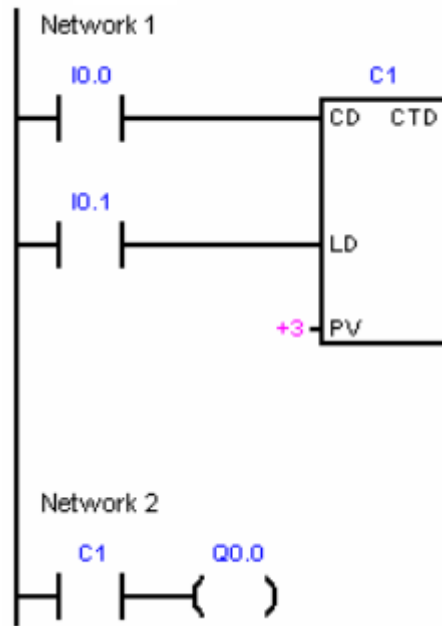 Network 1
I0.0 C1
CD CTD
I0.1
LD
+3 PV
Network 2
C1 Q0.0